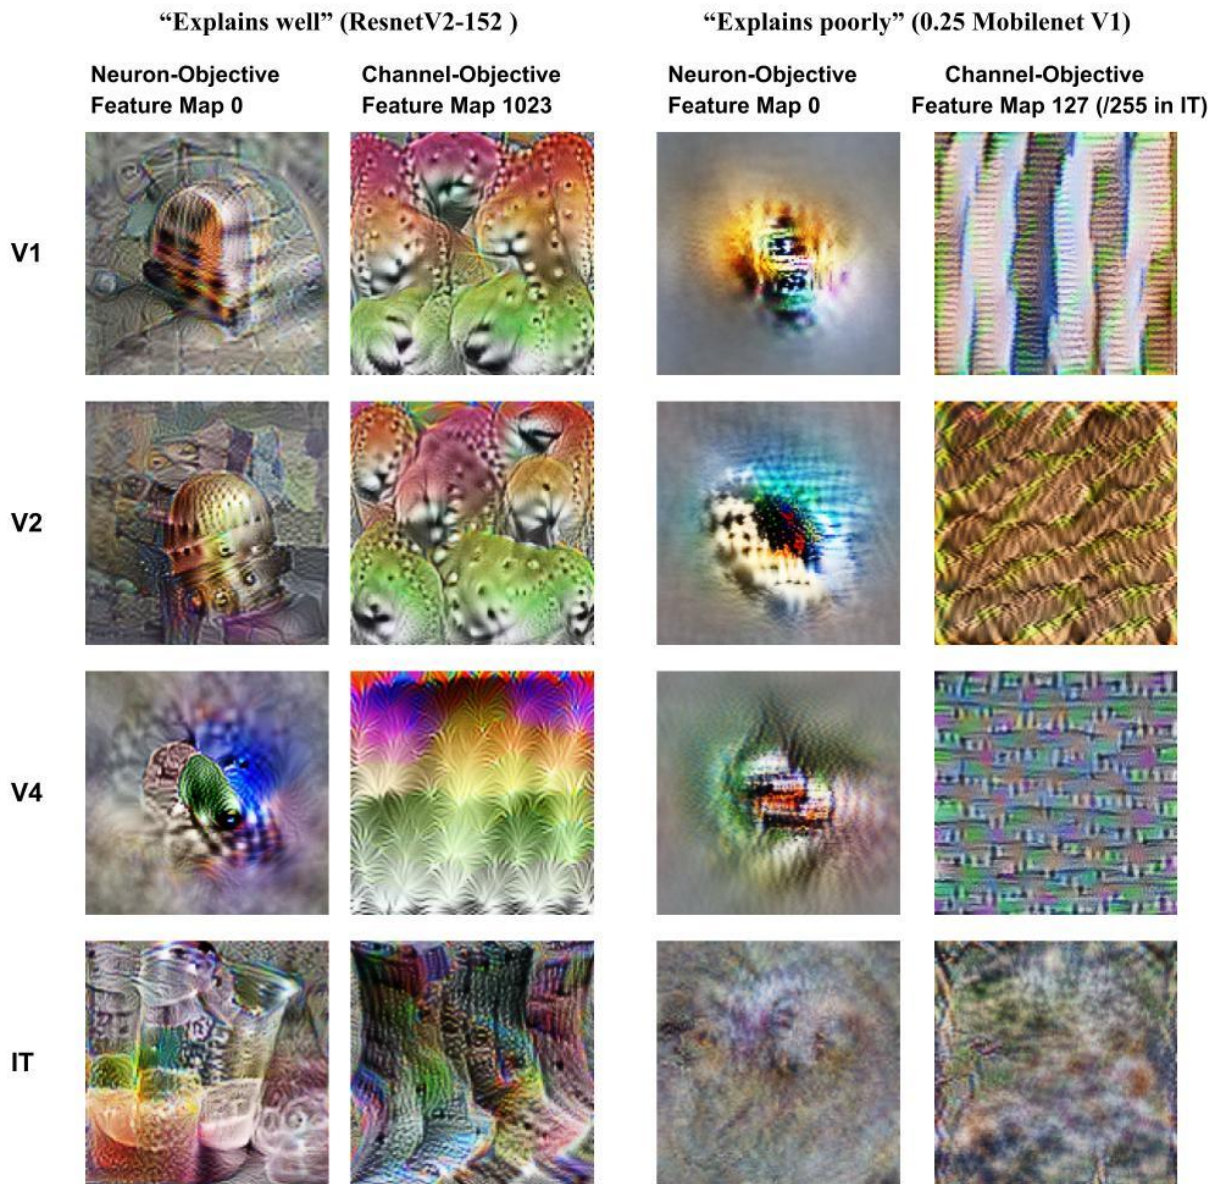 “Explains well” (ResnetV2-152 )
“Explains poorly” (0.25 Mobilenet V1)
Neuron-Objective
Feature Map 0
Channel-Objective
Feature Map 1023
Neuron-Objective
Feature Map 0
Channel-Objective
Feature Map 127 (/255 in IT)
V1
V2
V4
IT